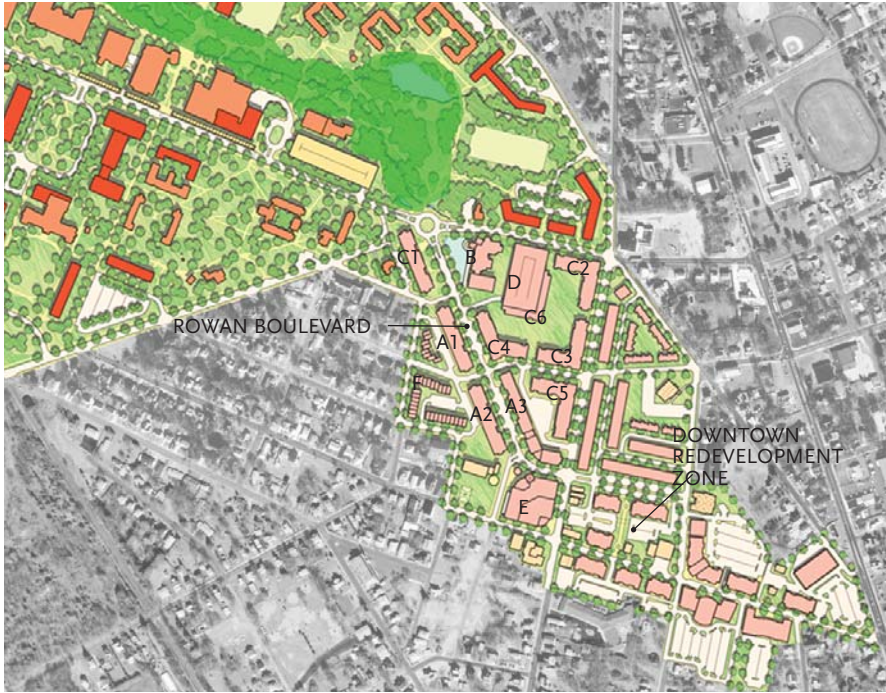 C1
B
D
C2
C6
ROWAN BOULEVARD
A1
C4
C3
F
A2
A3
C5
DOWNTOWN
REDEVELOPMENT
ZONE
E